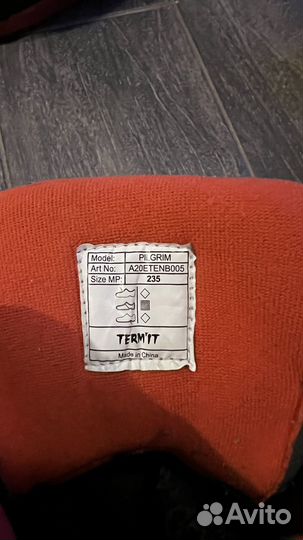 Model: PILGRIM
Art No: A20ETENB005
Size MP: 235
TERM'IT
Made in China
Avito